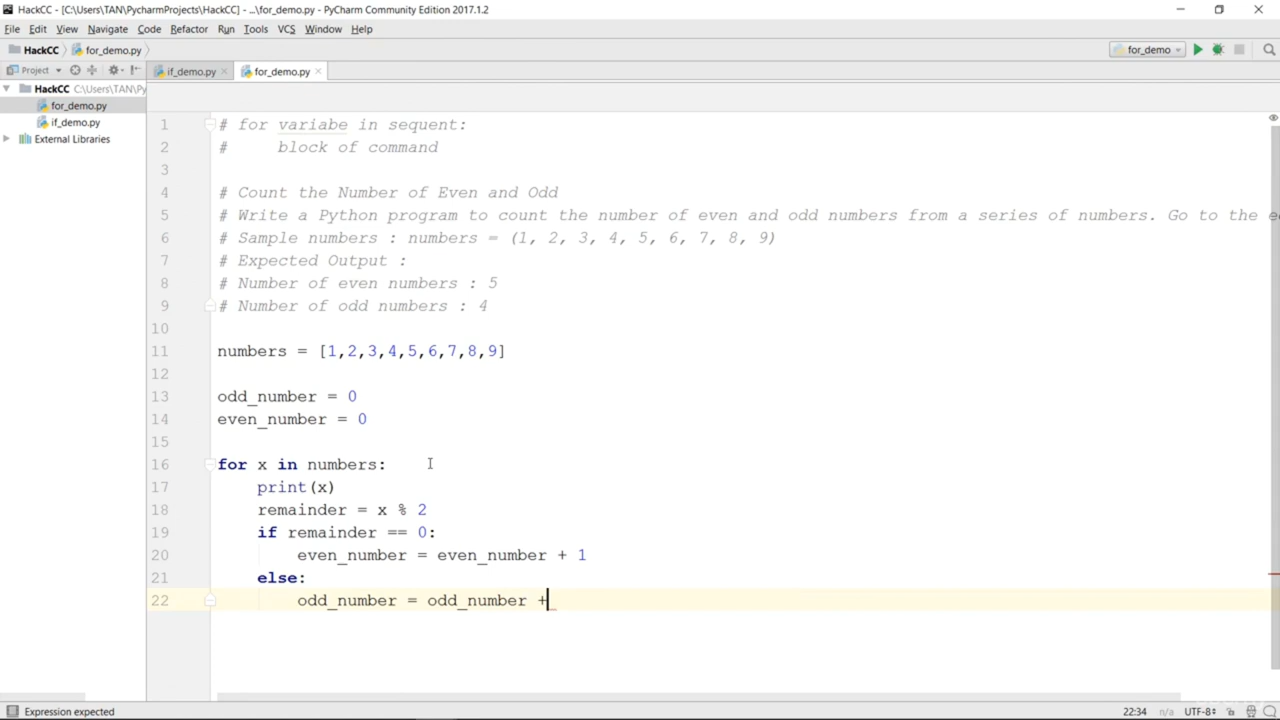 HackCC - [C:\Users\TAN\PycharmProjects\HackCC] - ...\for_demo.py - PyCharm Community Edition 2017.1.2
File Edit View Navigate Code Refactor Run Tools VCS Window Help
HackCC for_demo.py for_demo
Project if_demo.py for_demo.py
HackCC C:\Users\TAN\Py
for_demo.py
if_demo.py
External Libraries
1 # for variabe in sequent:
2 #     block of command
3
4 # Count the Number of Even and Odd
5 # Write a Python program to count the number of even and odd numbers from a series of numbers. Go to the e
6 # Sample numbers : numbers = (1, 2, 3, 4, 5, 6, 7, 8, 9)
7 # Expected Output :
8 # Number of even numbers : 5
9 # Number of odd numbers : 4
10
11 numbers = [1,2,3,4,5,6,7,8,9]
12
13 odd_number = 0
14 even_number = 0
15
16 for x in numbers:
17     print(x)
18     remainder = x % 2
19     if remainder == 0:
20         even_number = even_number + 1
21     else:
22         odd_number = odd_number +
Expression expected 22:34 n/a UTF-8